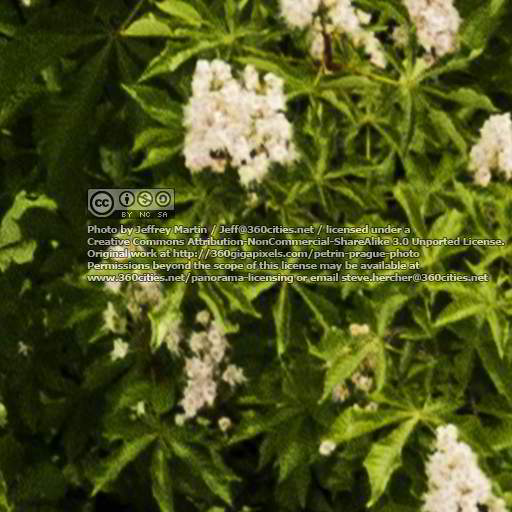 cc
BY NC SA
Photo by Jeffrey Martin / Jeff@360cities.net / licensed under a
Creative Commons Attribution-NonCommercial-ShareAlike 3.0 Unported License.
Original work at http://360gigapixels.com/petrin-prague-photo
Permissions beyond the scope of this license may be available at
www.360cities.net/panorama-licensing or email steve.hercher@360cities.net